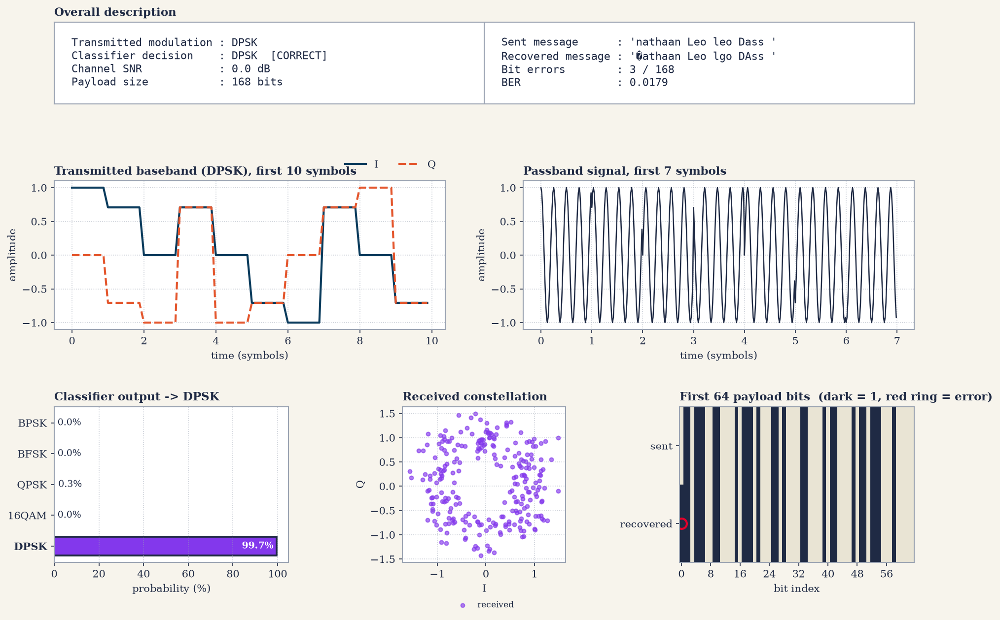 Overall description
Transmitted modulation : DPSK
Classifier decision    : DPSK  [CORRECT]
Channel SNR            : 0.0 dB
Payload size           : 168 bits
Sent message      : 'nathaan Leo leo Dass '
Recovered message : '�athaan Leo lgo DAss '
Bit errors        : 3 / 168
BER               : 0.0179
I
Q
Transmitted baseband (DPSK), first 10 symbols
1.0
0.5
0.0
−0.5
−1.0
amplitude
0 2 4 6 8 10
time (symbols)
Passband signal, first 7 symbols
1.0
0.5
0.0
−0.5
−1.0
amplitude
0 1 2 3 4 5 6 7
time (symbols)
Classifier output -> DPSK
BPSK 0.0%
BFSK 0.0%
QPSK 0.3%
16QAM 0.0%
DPSK 99.7%
0 20 40 60 80 100
probability (%)
Received constellation
1.5
1.0
0.5
0.0
−0.5
−1.0
−1.5
Q
−1 0 1
I
received
First 64 payload bits  (dark = 1, red ring = error)
sent
recovered
0 8 16 24 32 40 48 56
bit index